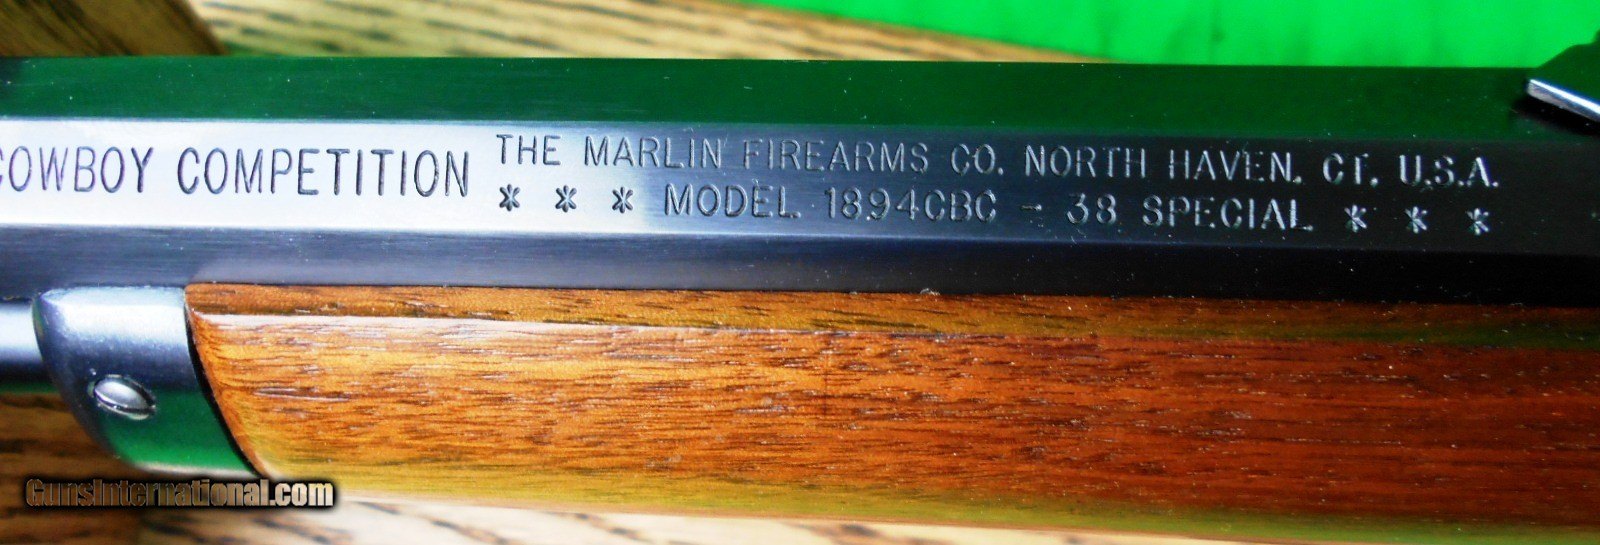 COWBOY COMPETITION
THE MARLIN FIREARMS CO. NORTH HAVEN, CT. U.S.A.
* * * MODEL 1894CBC - 38 SPECIAL * * *
GunsInternational.com